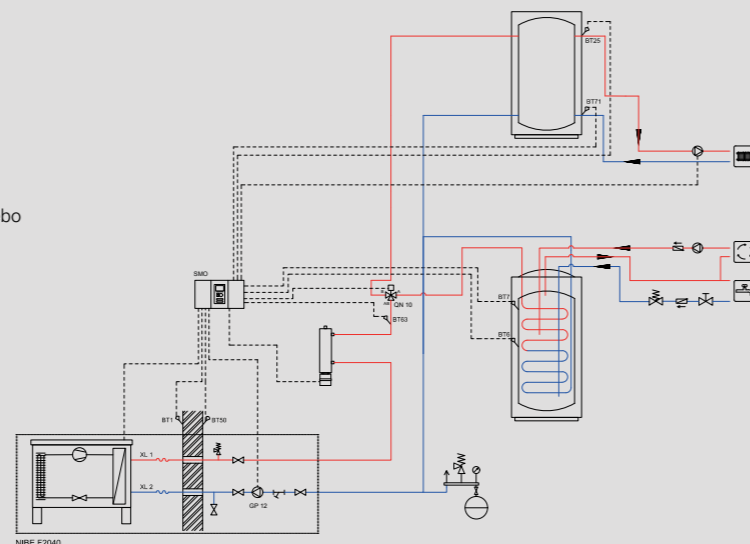 BT25
BT71
bo
SMO
QN 10
BT7
BT63
BT6
BT1
BT50
XL 1
XL 2
GP 12
NIBE F2040